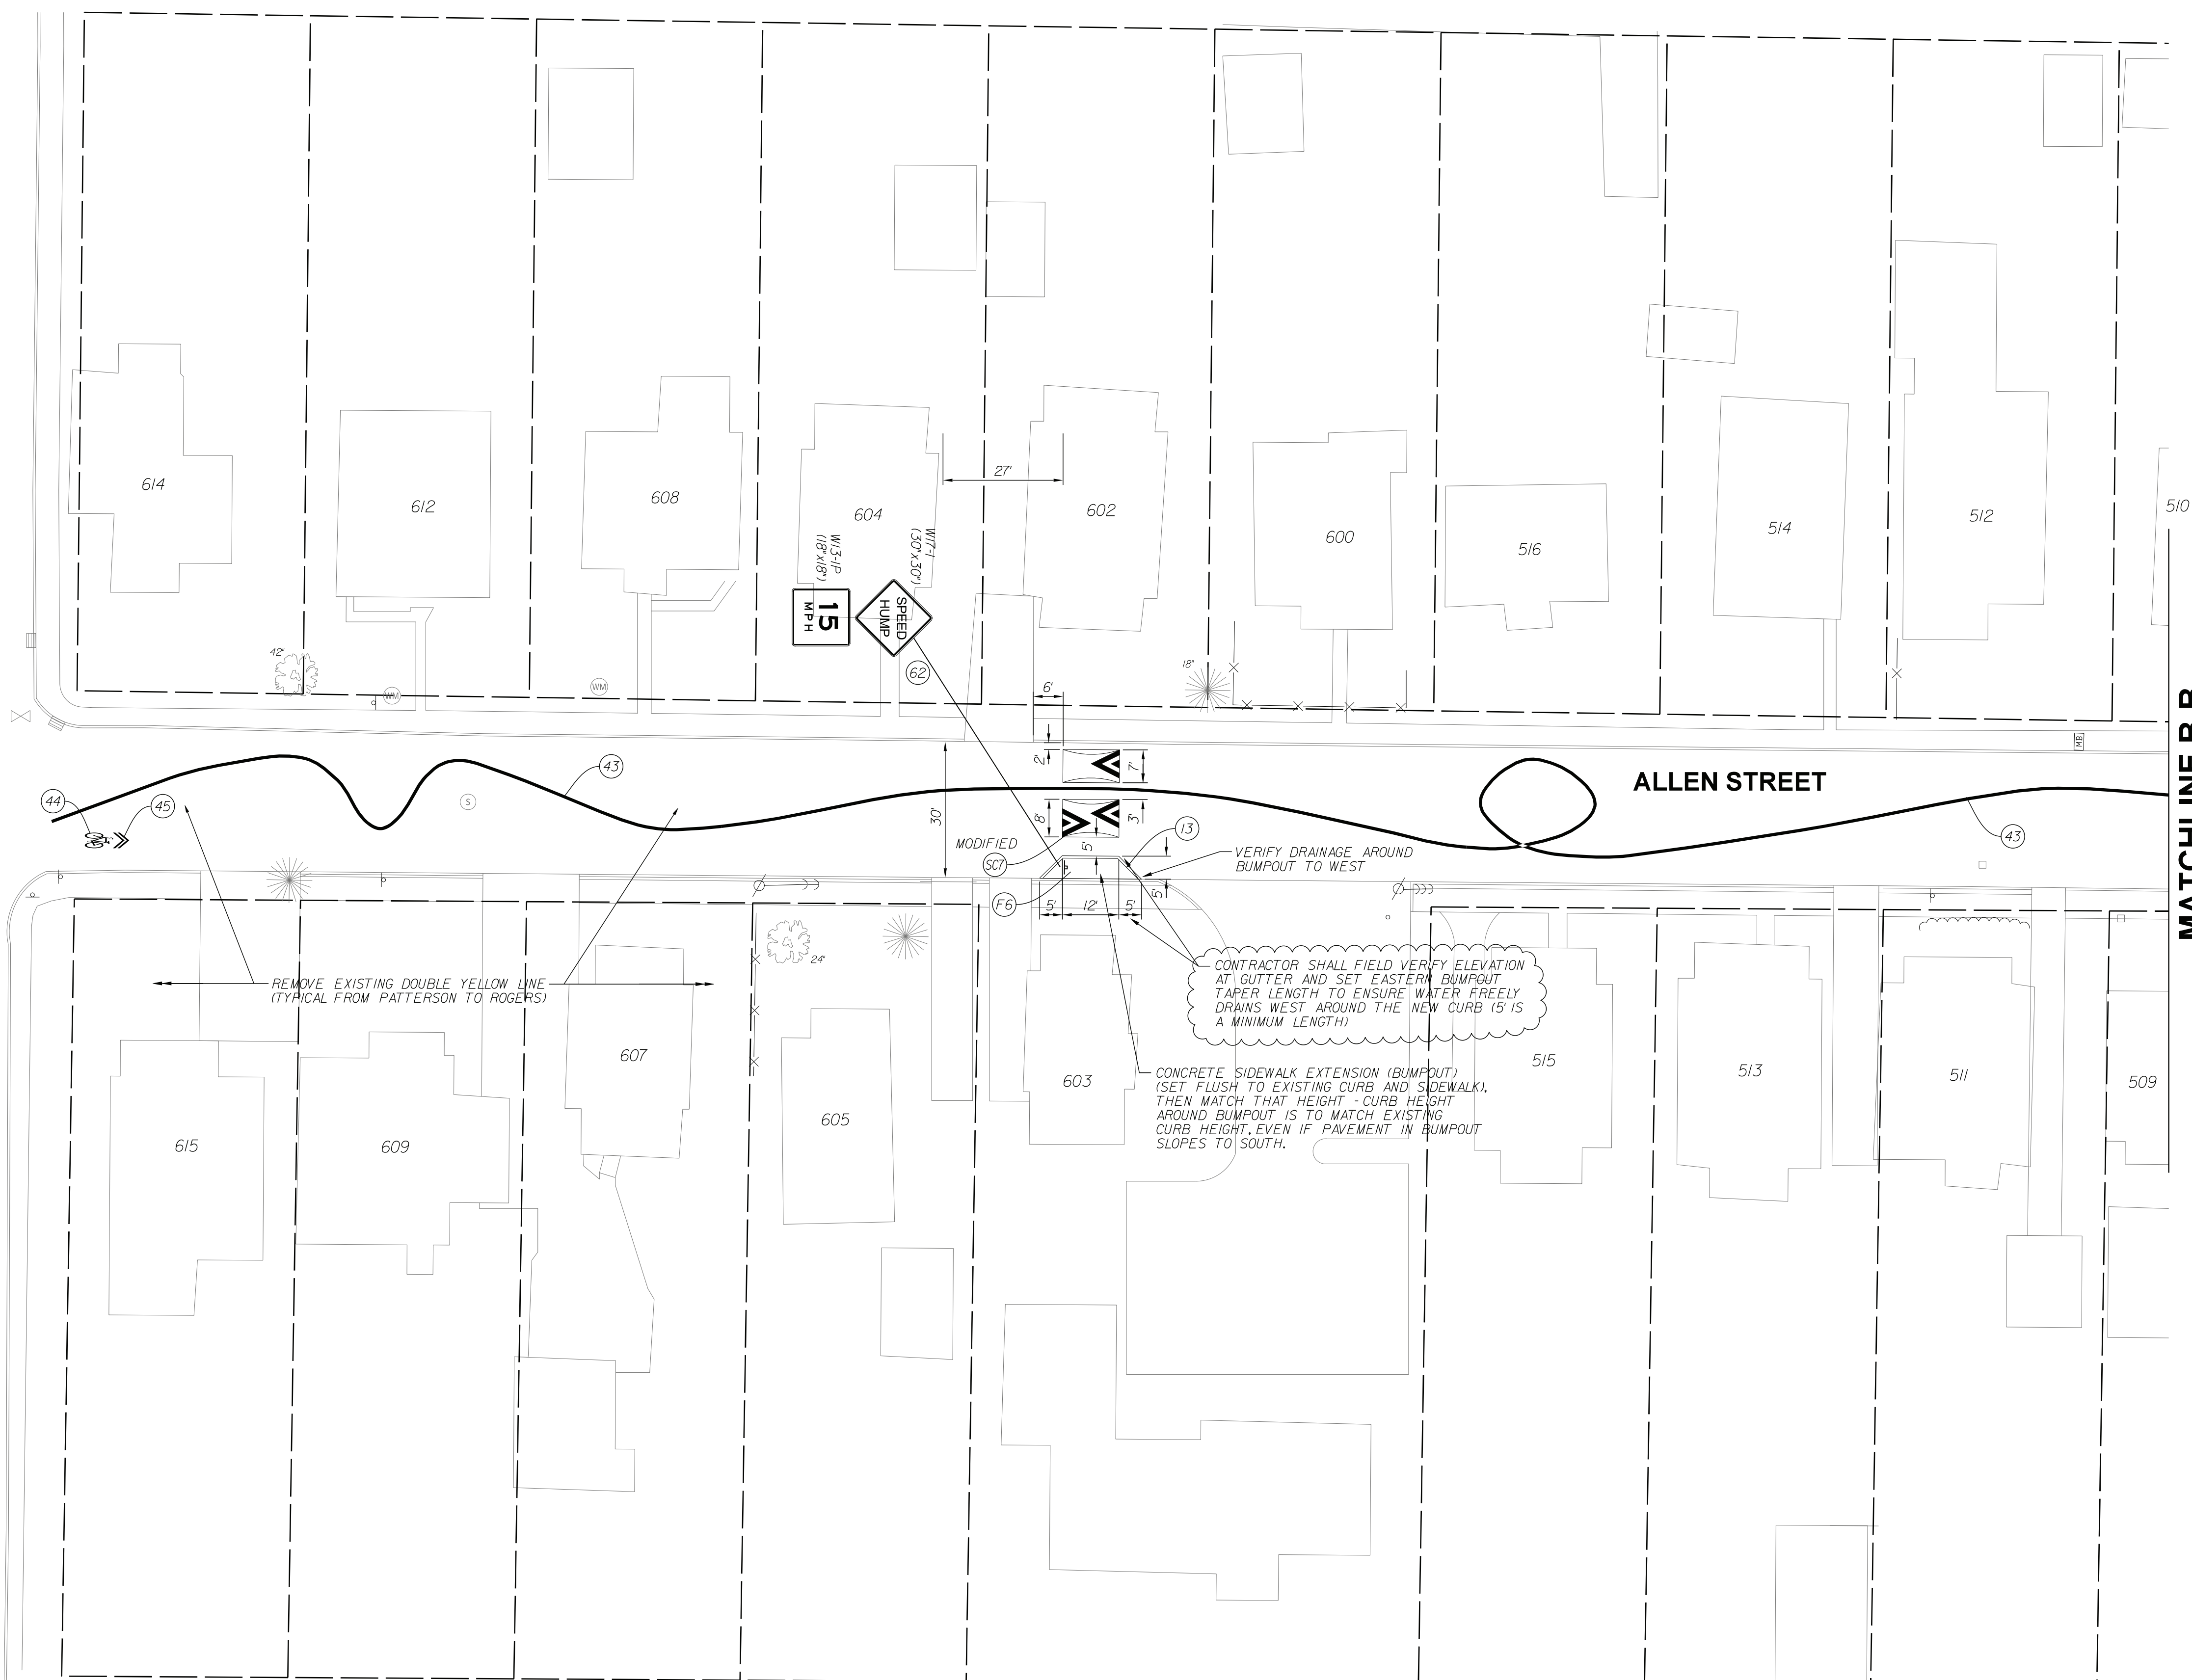 614
612
608
604
602
600
516
514
512
510
27'
W13-1P
(18"x18")
W17-1
(30"x30")
15
MPH
SPEED
HUMP
62
42"
WM
WM
18"
6'
2'
7'
MB
43
44
45
S
30'
8'
3'
5'
ALLEN STREET
43
MODIFIED
SC7
13
VERIFY DRAINAGE AROUND
BUMPOUT TO WEST
F6
5'
12'
5'
5'
24"
REMOVE EXISTING DOUBLE YELLOW LINE
(TYPICAL FROM PATTERSON TO ROGERS)
CONTRACTOR SHALL FIELD VERIFY ELEVATION
AT GUTTER AND SET EASTERN BUMPOUT
TAPER LENGTH TO ENSURE WATER FREELY
DRAINS WEST AROUND THE NEW CURB (5' IS
A MINIMUM LENGTH)
CONCRETE SIDEWALK EXTENSION (BUMPOUT)
(SET FLUSH TO EXISTING CURB AND SIDEWALK),
THEN MATCH THAT HEIGHT - CURB HEIGHT
AROUND BUMPOUT IS TO MATCH EXISTING
CURB HEIGHT, EVEN IF PAVEMENT IN BUMPOUT
SLOPES TO SOUTH.
615
609
607
605
603
515
513
511
509
MATCHLINE B-B